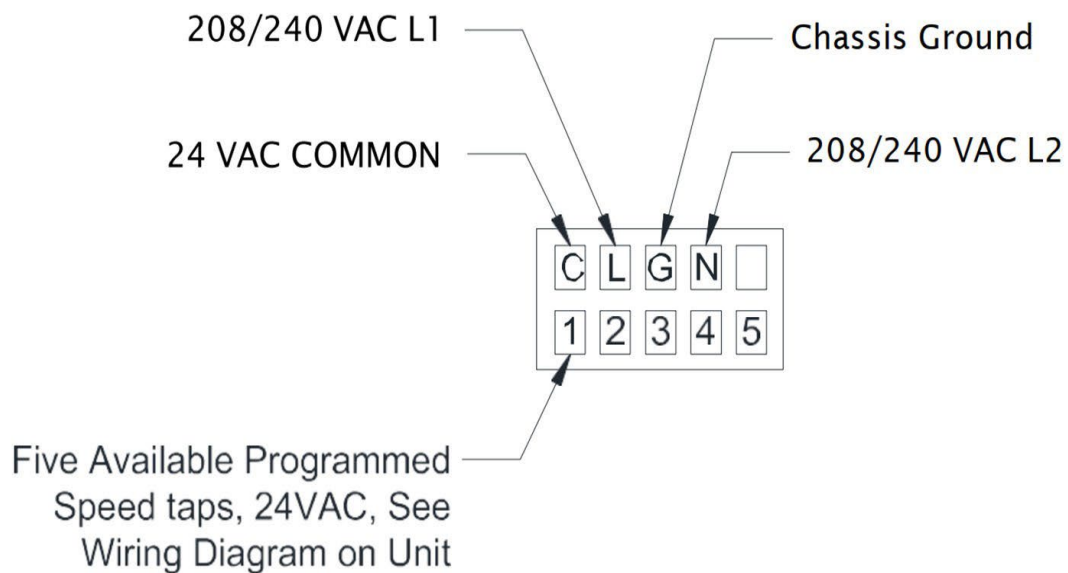 208/240 VAC L1
Chassis Ground
24 VAC COMMON
208/240 VAC L2
C L G N
1 2 3 4 5
Five Available Programmed
Speed taps, 24VAC, See
Wiring Diagram on Unit